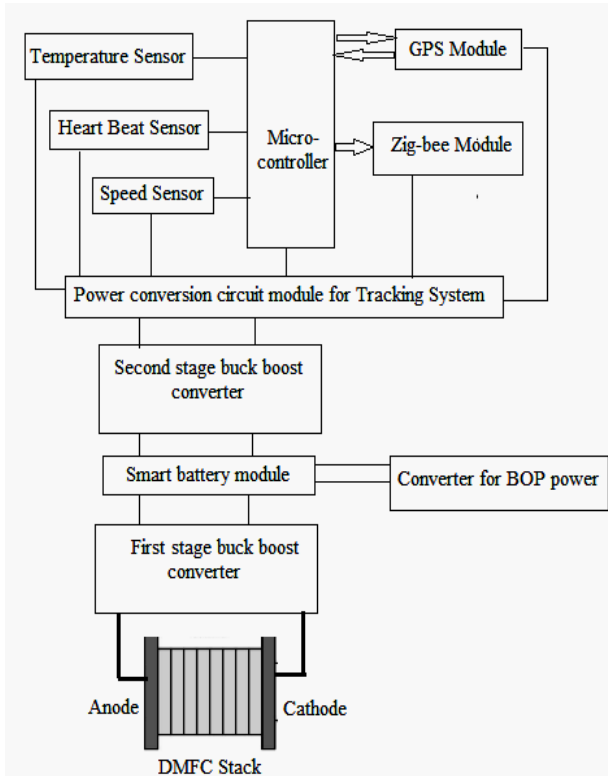 Temperature Sensor
GPS Module
Heart Beat Sensor
Micro-
controller
Zig-bee Module
Speed Sensor
Power conversion circuit module for Tracking System
Second stage buck boost
converter
Smart battery module
Converter for BOP power
First stage buck boost
converter
Anode
Cathode
DMFC Stack